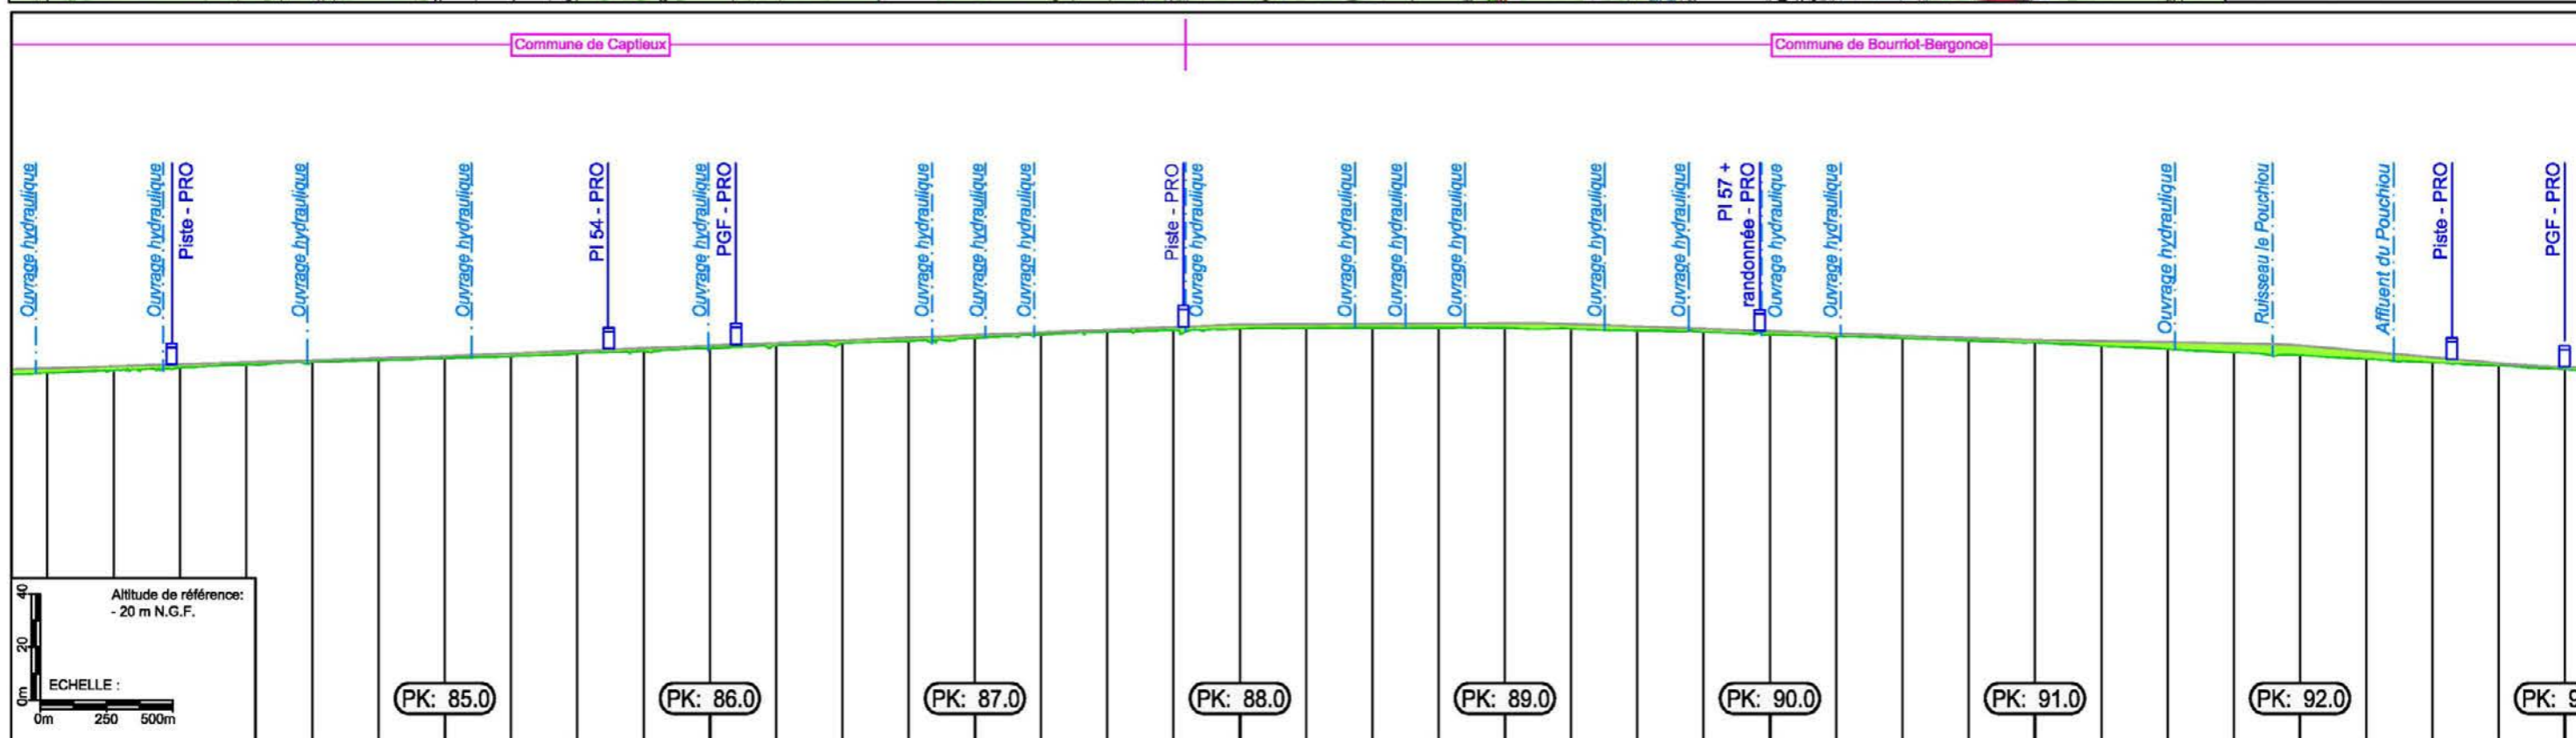 Commune de Captieux
Commune de Bourriot-Bergonce
Ouvrage hydraulique
Ouvrage hydraulique
Piste - PRO
Ouvrage hydraulique
Ouvrage hydraulique
PI 54 - PRO
Ouvrage hydraulique
PGF - PRO
Ouvrage hydraulique
Ouvrage hydraulique
Ouvrage hydraulique
Piste - PRO
Ouvrage hydraulique
Ouvrage hydraulique
Ouvrage hydraulique
Ouvrage hydraulique
Ouvrage hydraulique
Ouvrage hydraulique
PI 57 +
randonnée - PRO
Ouvrage hydraulique
Ouvrage hydraulique
Ouvrage hydraulique
Ruisseau le Pouchiou
Affluent du Pouchiou
Piste - PRO
PGF - PRO
Altitude de référence:
- 20 m N.G.F.
40
20
0m
ECHELLE :
0m 250 500m
PK: 85.0
PK: 86.0
PK: 87.0
PK: 88.0
PK: 89.0
PK: 90.0
PK: 91.0
PK: 92.0
PK: 9